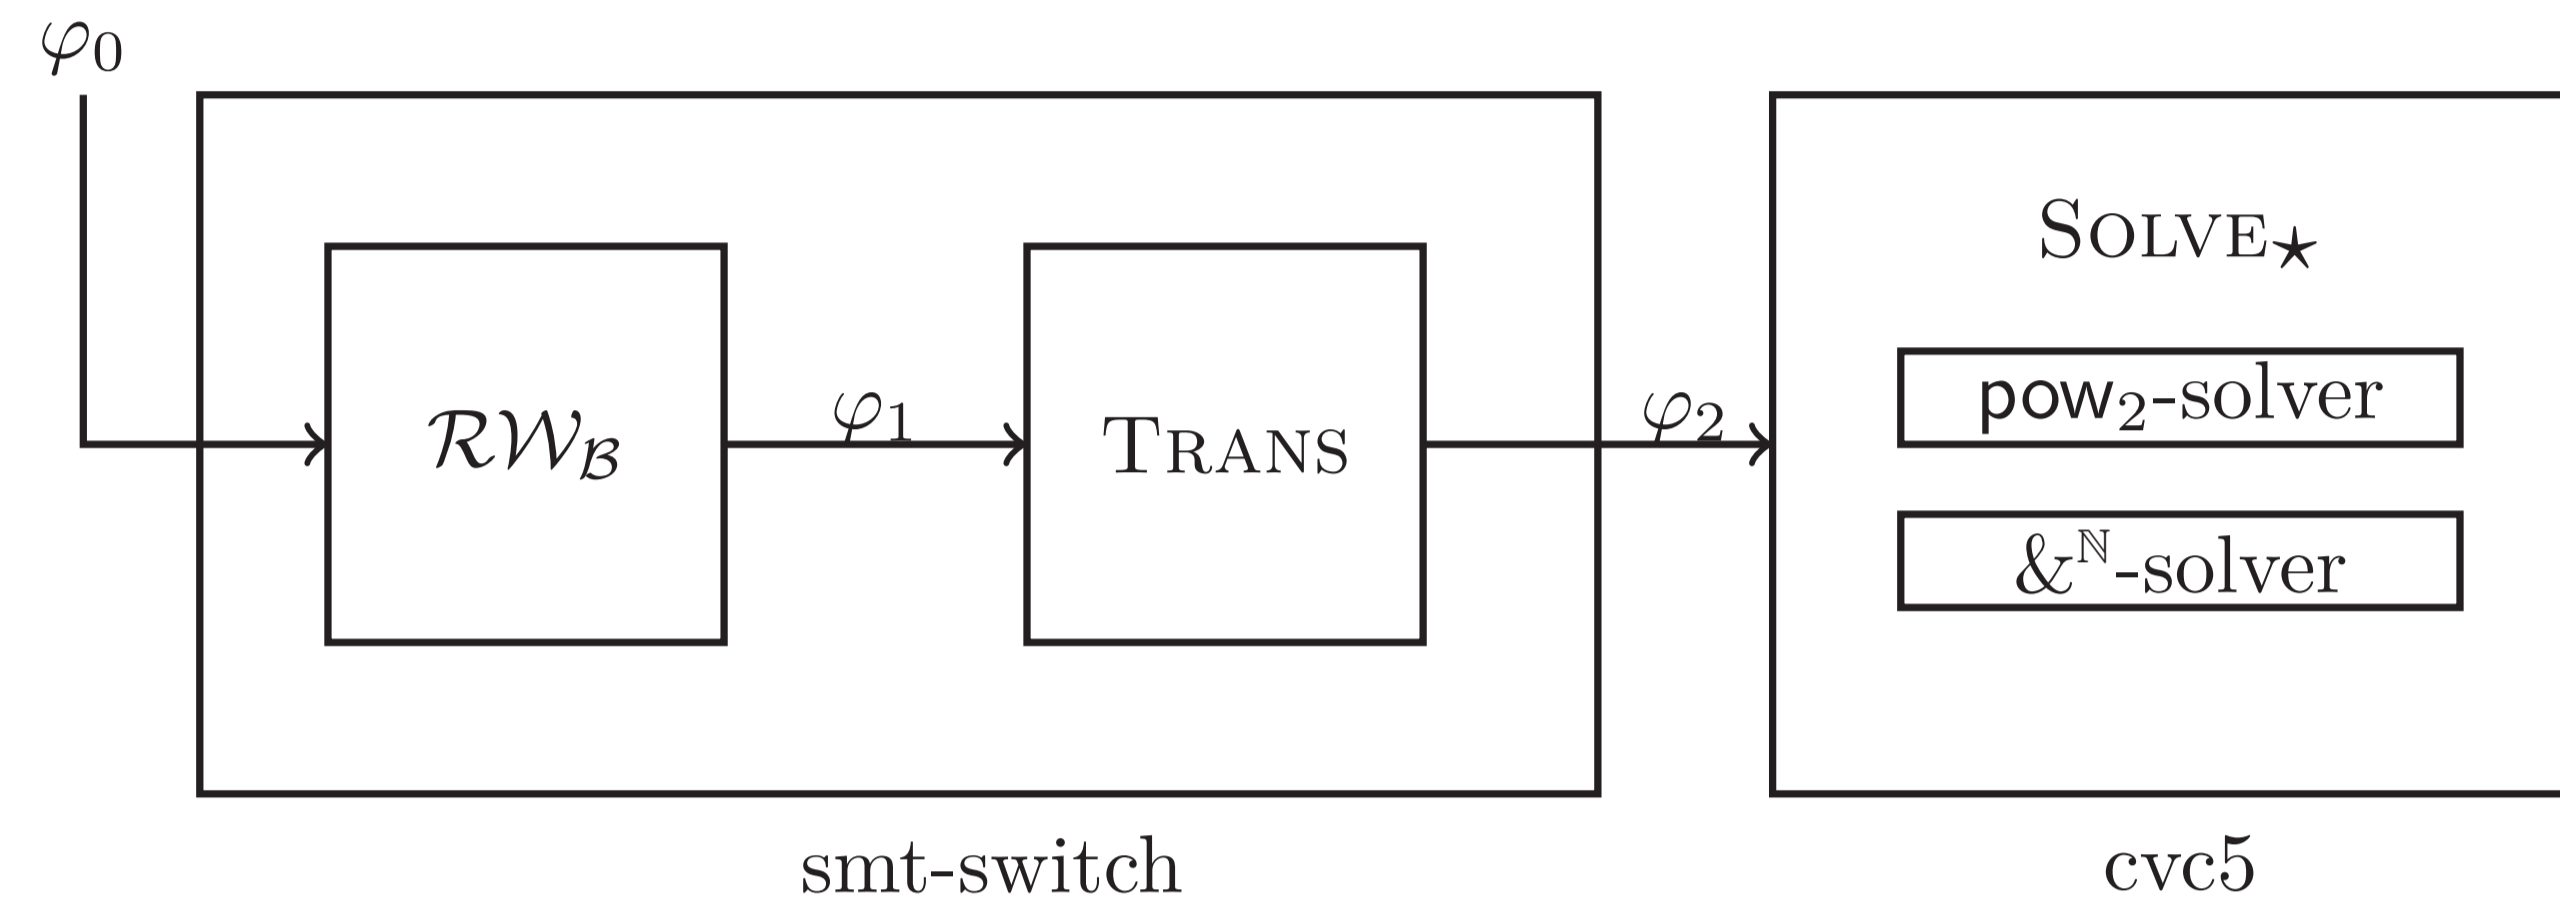 φ₀
𝓡𝓦_𝓑
φ₁
TRANS
φ₂
SOLVE⋆
pow₂-solver
&^ℕ-solver
smt-switch
cvc5